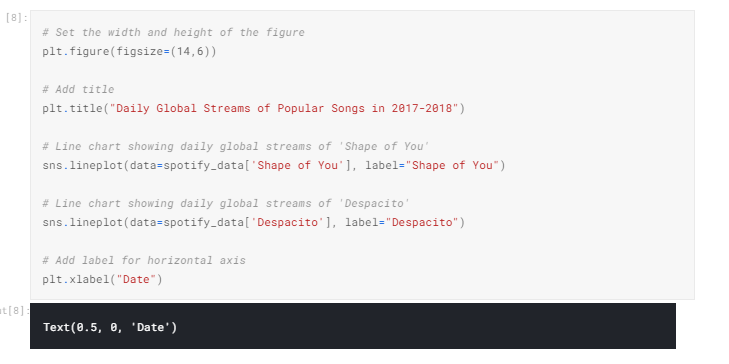 [8]:
# Set the width and height of the figure
plt.figure(figsize=(14,6))
# Add title
plt.title("Daily Global Streams of Popular Songs in 2017-2018")
# Line chart showing daily global streams of 'Shape of You'
sns.lineplot(data=spotify_data['Shape of You'], label="Shape of You")
# Line chart showing daily global streams of 'Despacito'
sns.lineplot(data=spotify_data['Despacito'], label="Despacito")
# Add label for horizontal axis
plt.xlabel("Date")
t[8]:
Text(0.5, 0, 'Date')